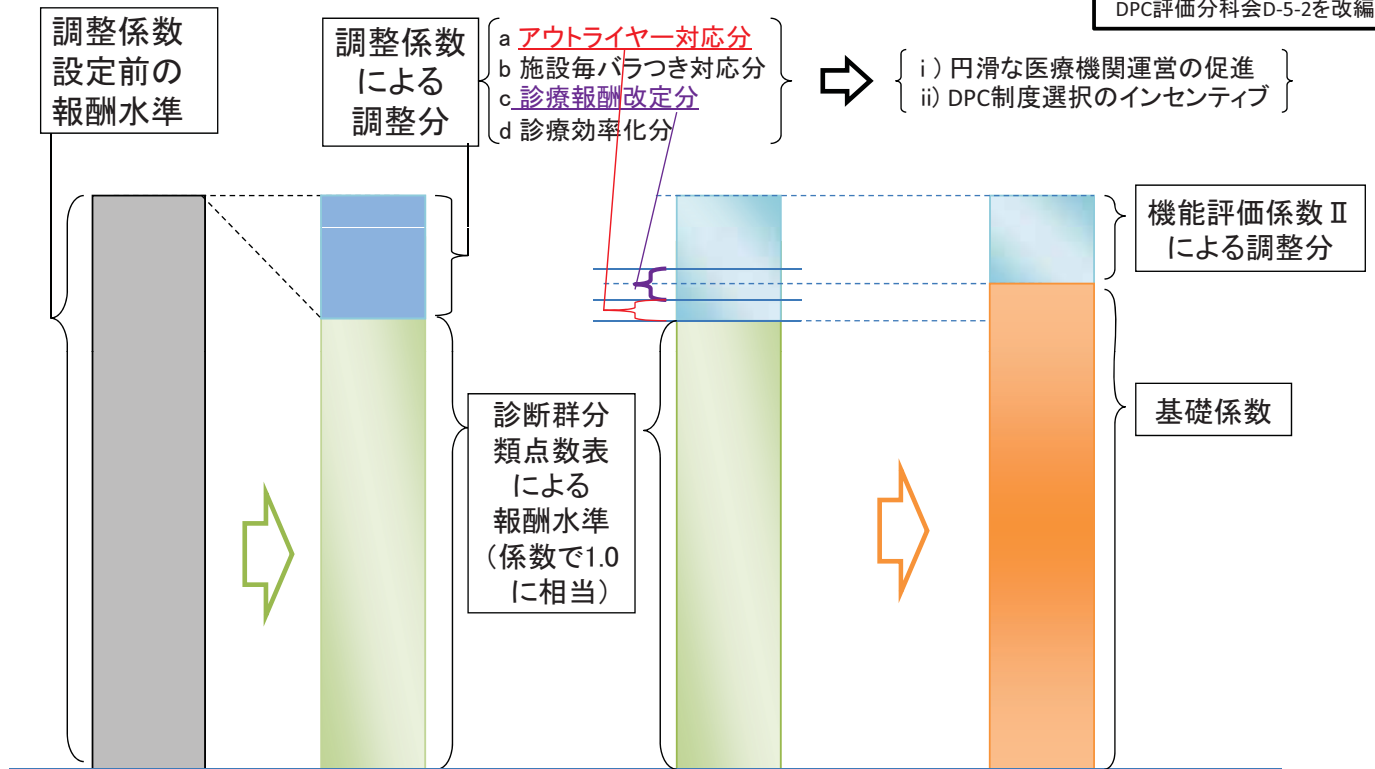 DPC評価分科会D-5-2を改編
調整係数
設定前の
報酬水準
調整係数
による
調整分
a アウトライヤー対応分
b 施設毎バラつき対応分
c 診療報酬改定分
d 診療効率化分
ⅰ) 円滑な医療機関運営の促進
ⅱ) DPC制度選択のインセンティブ
機能評価係数Ⅱ
による調整分
診断群分
類点数表
による
報酬水準
(係数で1.0
に相当)
基礎係数